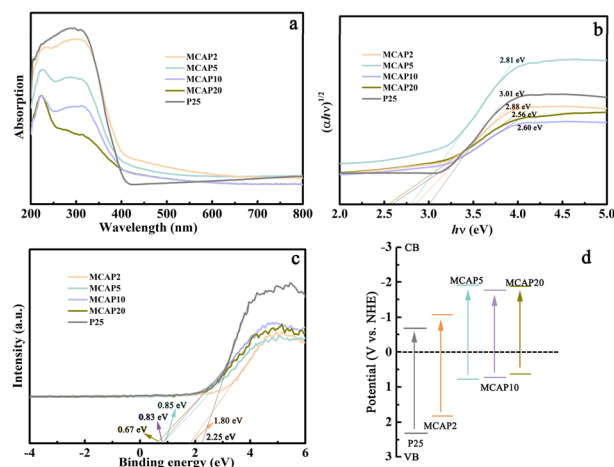 a
MCAP2
MCAP5
MCAP10
MCAP20
P25
Absorption
200 300 400 500 600 700 800
Wavelength (nm)
b
MCAP2
MCAP5
MCAP10
MCAP20
P25
2.81 eV
3.01 eV
2.88 eV
2.56 eV
2.60 eV
(αhν)1/2
2.0 2.5 3.0 3.5 4.0 4.5 5.0
hν (eV)
c
MCAP2
MCAP5
MCAP10
MCAP20
P25
0.85 eV
0.83 eV
0.67 eV
1.80 eV
2.25 eV
Intensity (a.u.)
-4 -2 0 2 4 6
Binding energy (eV)
d
-3
CB
MCAP5
MCAP20
-2
-1
0
1
MCAP10
MCAP2
2
P25
VB
3
Potential (V vs. NHE)